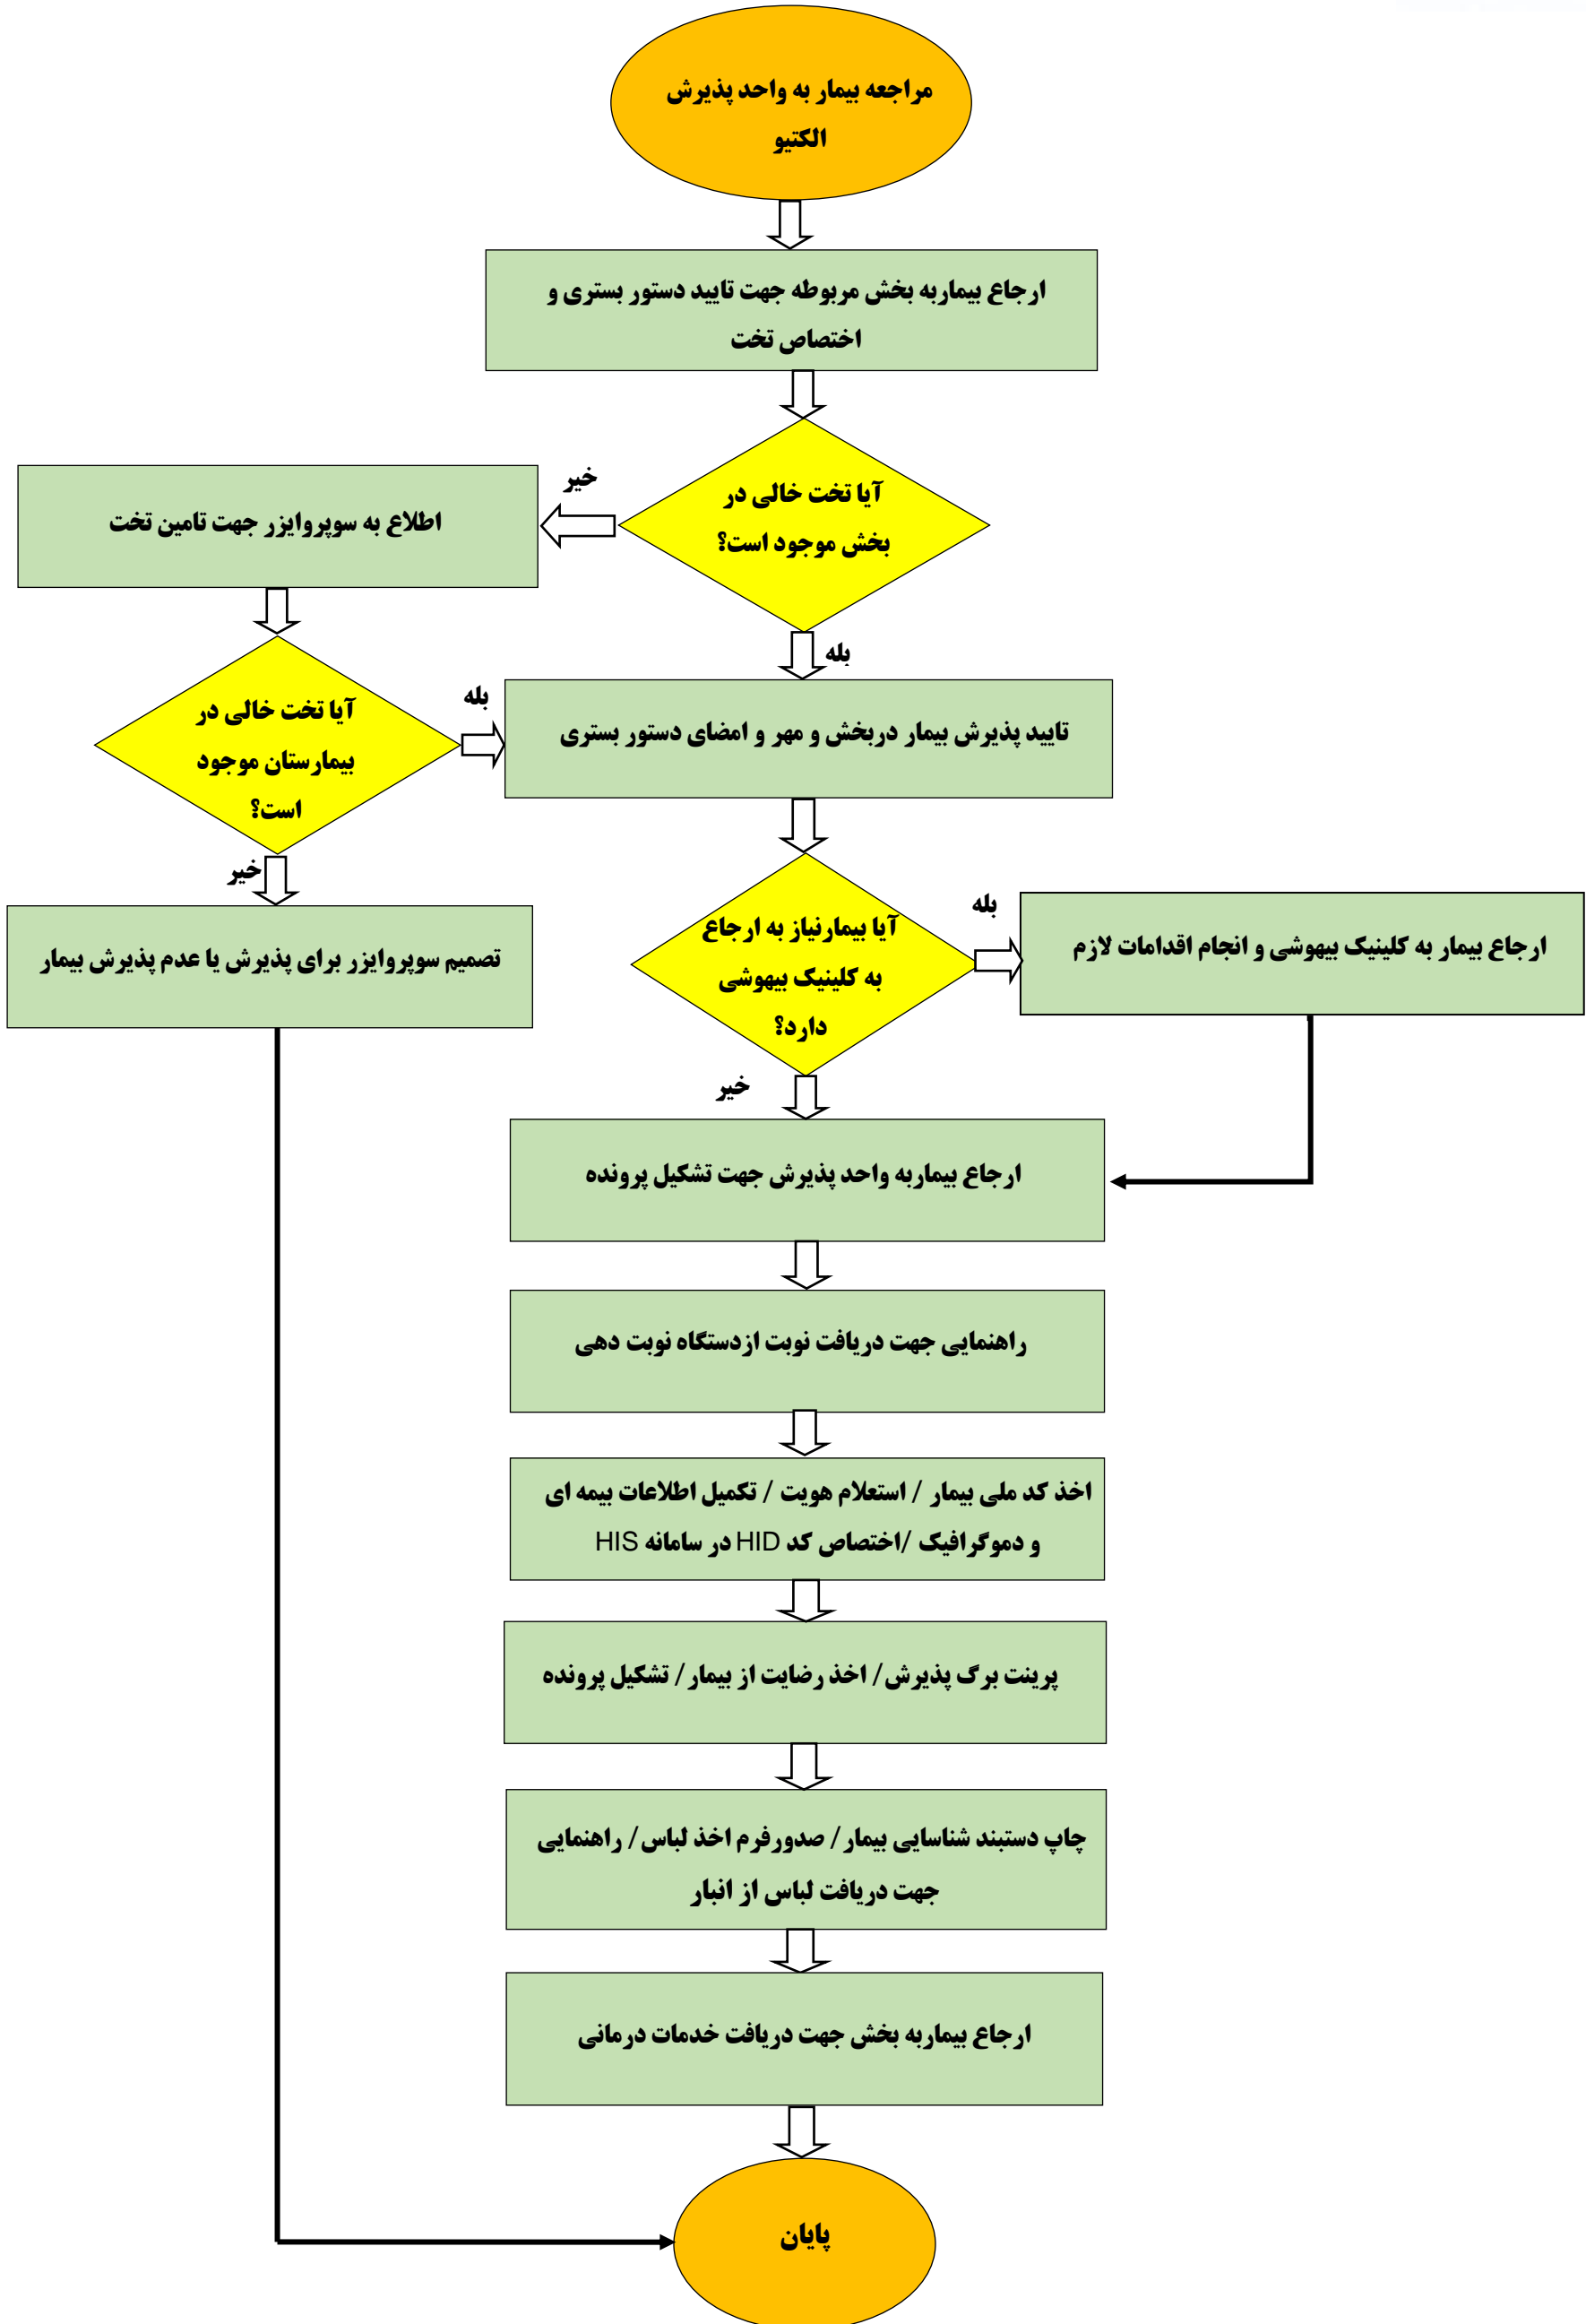 مراجعه بیمار به واحد پذیرش
الکتیو
ارجاع بیماربه بخش مربوطه جهت تایید دستور بستری و
اختصاص تخت
آیا تخت خالی در
بخش موجود است؟
خیر
اطلاع به سوپروایزر جهت تامین تخت
بله
آیا تخت خالی در
بیمارستان موجود
است؟
بله
تایید پذیرش بیمار دربخش و مهر و امضای دستور بستری
خیر
تصمیم سوپروایزر برای پذیرش یا عدم پذیرش بیمار
آیا بیمارنیاز به ارجاع
به کلینیک بیهوشی
دارد؟
بله
ارجاع بیمار به کلینیک بیهوشی و انجام اقدامات لازم
خیر
ارجاع بیماربه واحد پذیرش جهت تشکیل پرونده
راهنمایی جهت دریافت نوبت ازدستگاه نوبت دهی
اخذ کد ملی بیمار / استعلام هویت / تکمیل اطلاعات بیمه ای
و دموگرافیک /اختصاص کد HID در سامانه HIS
پرینت برگ پذیرش/ اخذ رضایت از بیمار/ تشکیل پرونده
چاپ دستبند شناسایی بیمار/ صدورفرم اخذ لباس/ راهنمایی
جهت دریافت لباس از انبار
ارجاع بیماربه بخش جهت دریافت خدمات درمانی
پایان